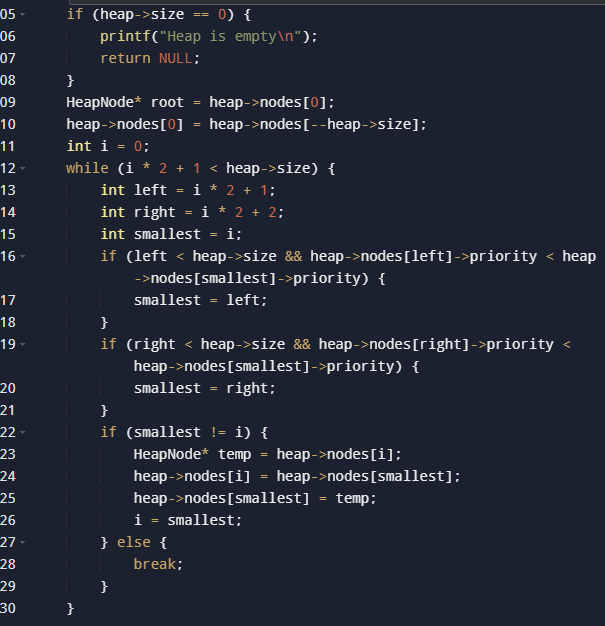 05 if (heap->size == 0) {
06 printf("Heap is empty\n");
07 return NULL;
08 }
09 HeapNode* root = heap->nodes[0];
10 heap->nodes[0] = heap->nodes[--heap->size];
11 int i = 0;
12 while (i * 2 + 1 < heap->size) {
13 int left = i * 2 + 1;
14 int right = i * 2 + 2;
15 int smallest = i;
16 if (left < heap->size && heap->nodes[left]->priority < heap
->nodes[smallest]->priority) {
17 smallest = left;
18 }
19 if (right < heap->size && heap->nodes[right]->priority <
heap->nodes[smallest]->priority) {
20 smallest = right;
21 }
22 if (smallest != i) {
23 HeapNode* temp = heap->nodes[i];
24 heap->nodes[i] = heap->nodes[smallest];
25 heap->nodes[smallest] = temp;
26 i = smallest;
27 } else {
28 break;
29 }
30 }